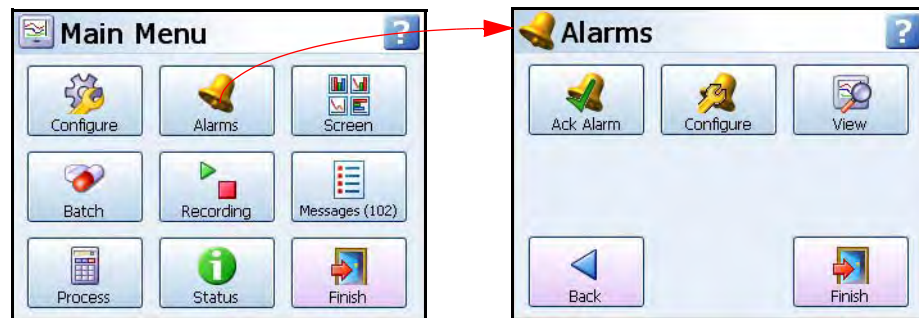 Main Menu
?
Configure
Alarms
Screen
Batch
Recording
Messages (102)
Process
Status
Finish
Alarms
?
Ack Alarm
Configure
View
Back
Finish